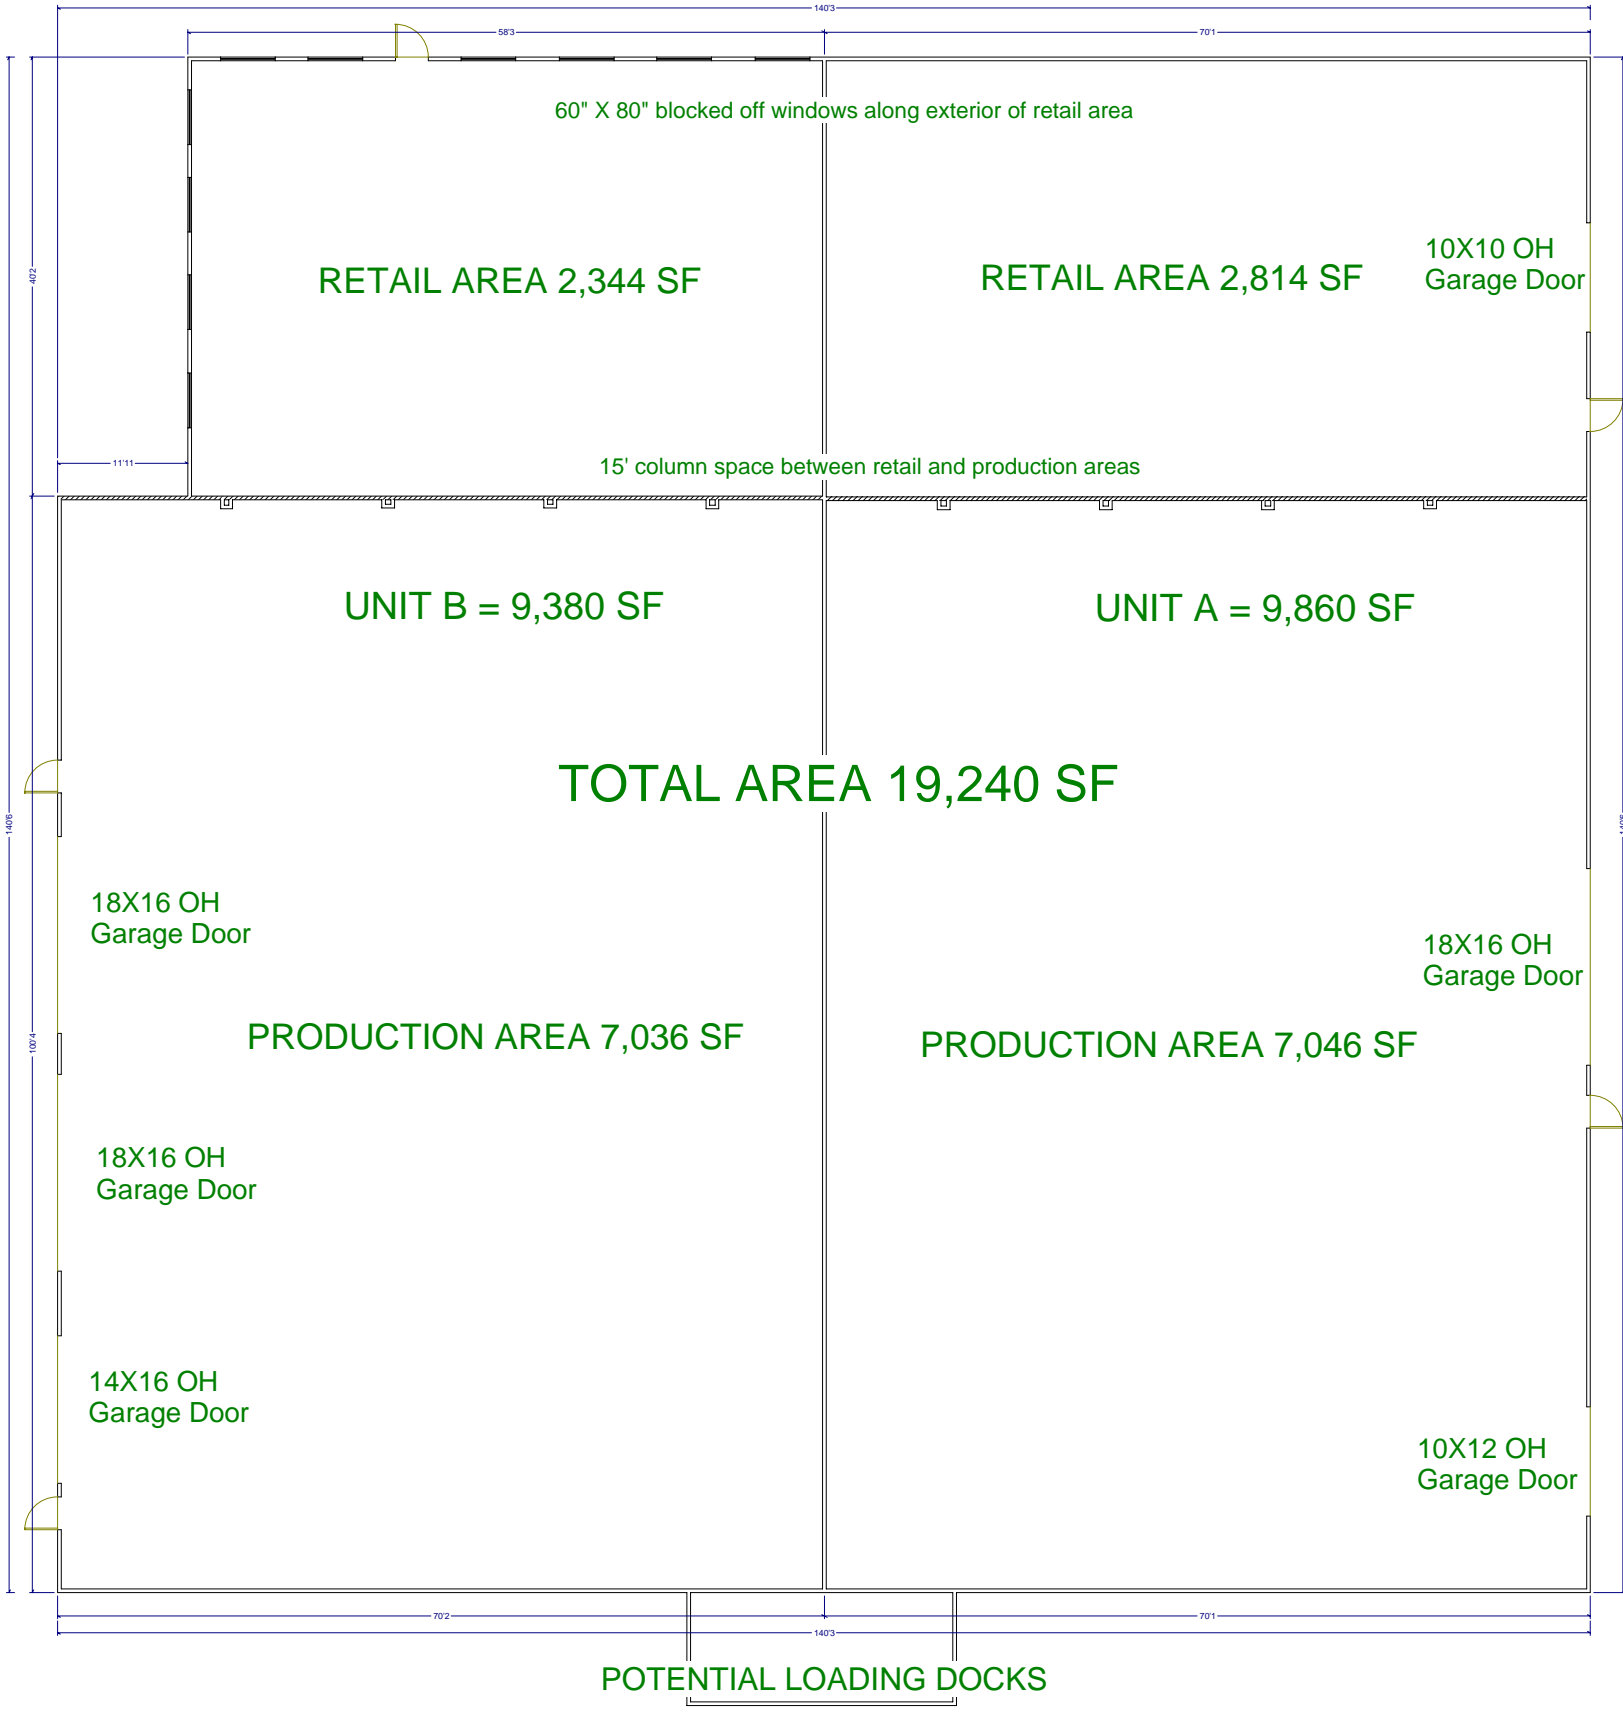 140'3
58'3
70'1
60" X 80" blocked off windows along exterior of retail area
40'2
RETAIL AREA 2,344 SF
RETAIL AREA 2,814 SF
10X10 OH
Garage Door
11'11
15' column space between retail and production areas
UNIT B = 9,380 SF
UNIT A = 9,860 SF
TOTAL AREA 19,240 SF
140'6
18X16 OH
Garage Door
18X16 OH
Garage Door
100'4
PRODUCTION AREA 7,036 SF
PRODUCTION AREA 7,046 SF
18X16 OH
Garage Door
14X16 OH
Garage Door
10X12 OH
Garage Door
70'2
70'1
140'3
POTENTIAL LOADING DOCKS